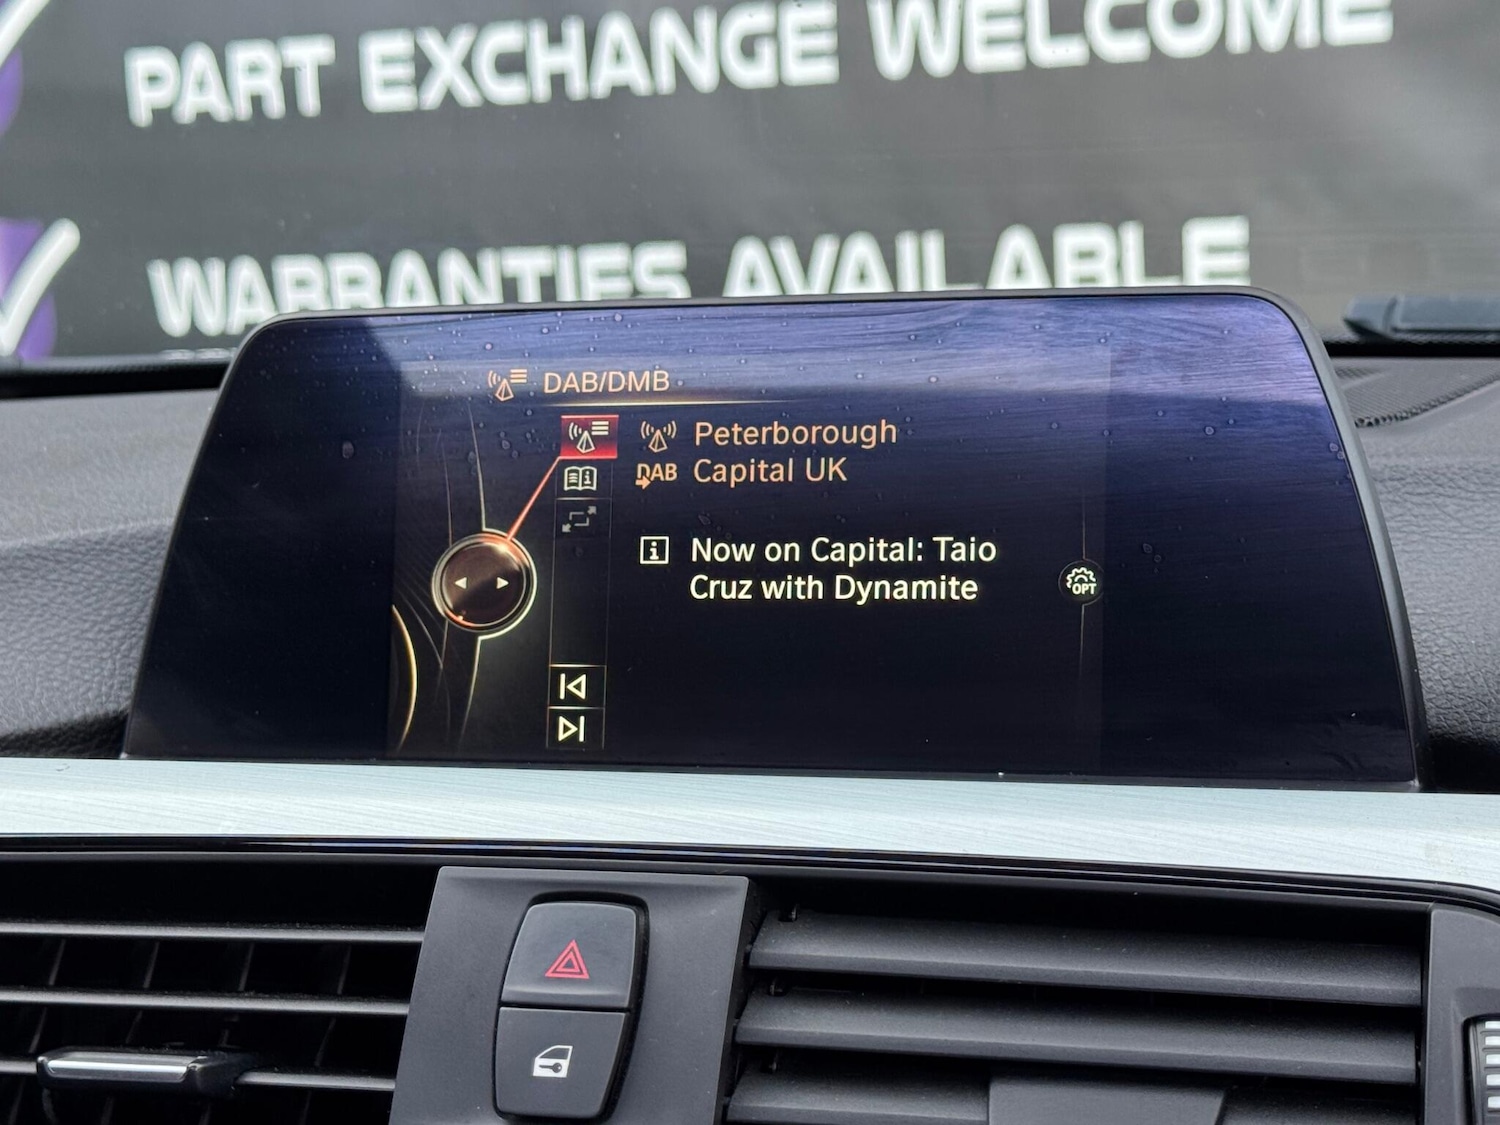 PART EXCHANGE WELCOME
WARRANTIES AVAILABLE
DAB/DMB
Peterborough
DAB Capital UK
i Now on Capital: Taio
Cruz with Dynamite
OPT